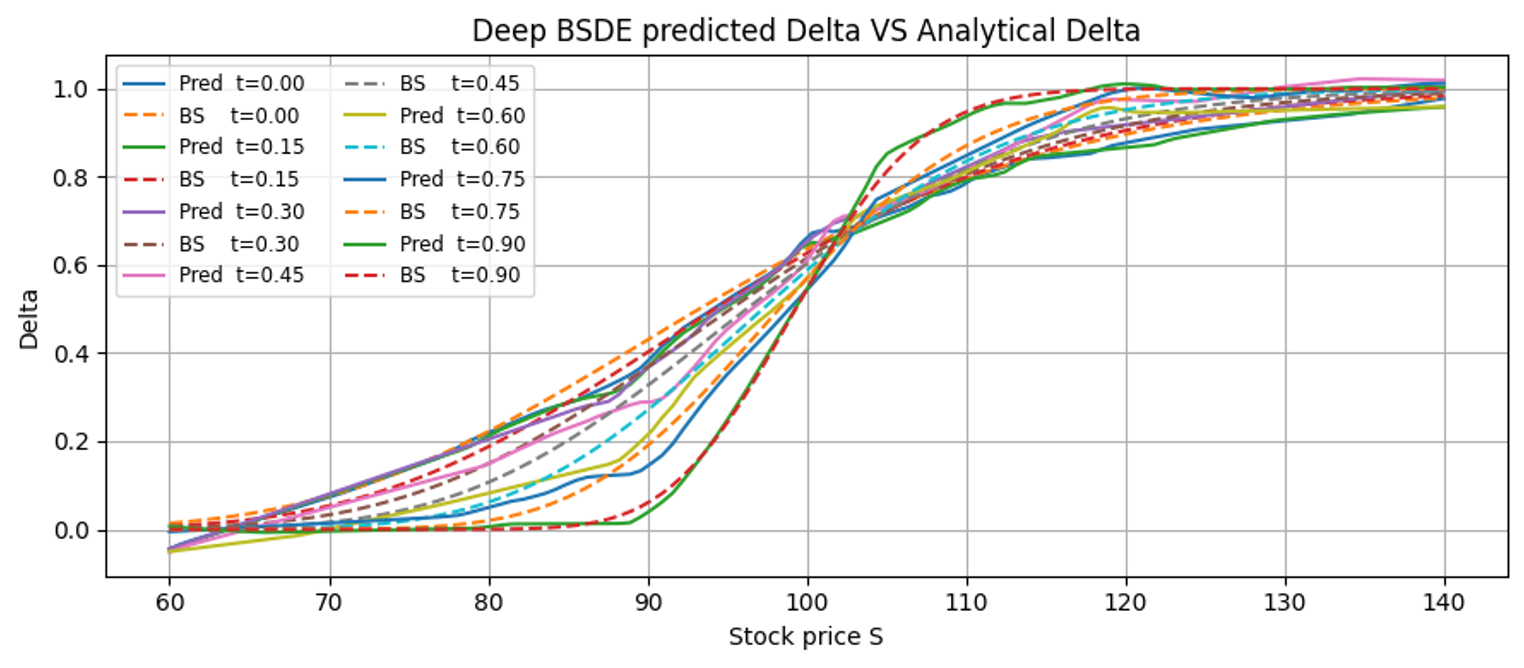 Deep BSDE predicted Delta VS Analytical Delta
Pred t=0.00
BS t=0.00
Pred t=0.15
BS t=0.15
Pred t=0.30
BS t=0.30
Pred t=0.45
BS t=0.45
Pred t=0.60
BS t=0.60
Pred t=0.75
BS t=0.75
Pred t=0.90
BS t=0.90
1.0
0.8
0.6
0.4
0.2
0.0
Delta
60 70 80 90 100 110 120 130 140
Stock price S